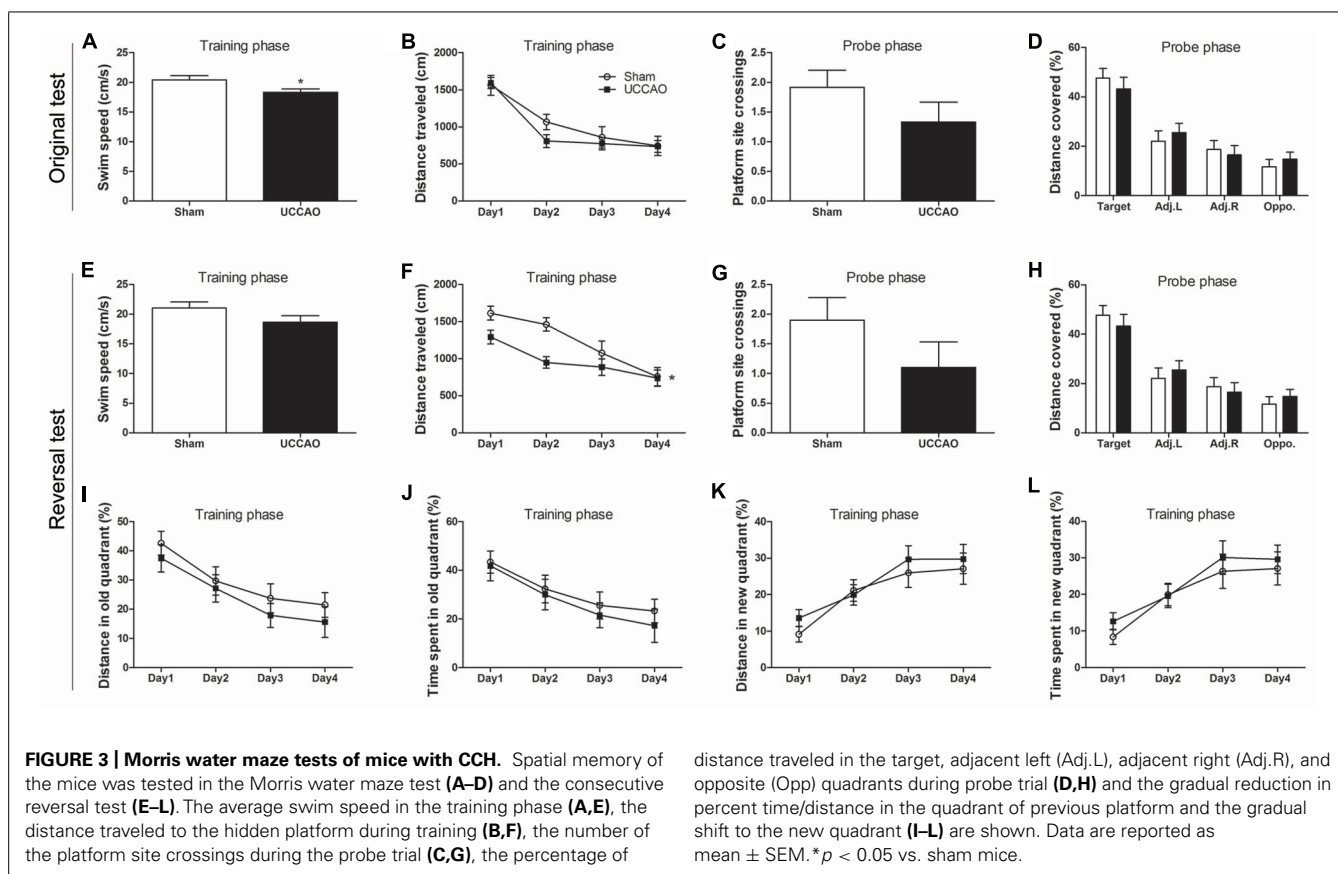 Original test
A
Training phase
Swim speed (cm/s)
25
20
15
10
5
0
*
Sham
UCCAO
B
Training phase
Distance traveled (cm)
2000
1500
1000
500
0
Sham
UCCAO
Day1
Day2
Day3
Day4
C
Probe phase
Platform site crossings
2.5
2.0
1.5
1.0
0.5
0.0
Sham
UCCAO
D
Probe phase
Distance covered (%)
60
40
20
0
Target
Adj.L
Adj.R
Oppo.
Reversal test
E
Training phase
Swim speed (cm/s)
25
20
15
10
5
0
Sham
UCCAO
F
Training phase
Distance traveled (cm)
2000
1500
1000
500
0
*
Day1
Day2
Day3
Day4
G
Probe phase
Platform site crossings
2.5
2.0
1.5
1.0
0.5
0.0
Sham
UCCAO
H
Probe phase
Distance covered (%)
60
40
20
0
Target
Adj.L
Adj.R
Oppo.
I
Training phase
Distance in old quadrant (%)
50
40
30
20
10
0
Day1
Day2
Day3
Day4
J
Training phase
Time spent in old quadrant (%)
60
40
20
0
Day1
Day2
Day3
Day4
K
Training phase
Distance in new quadrant (%)
40
30
20
10
0
Day1
Day2
Day3
Day4
L
Training phase
Time spent in new quadrant (%)
40
30
20
10
0
Day1
Day2
Day3
Day4
FIGURE 3 | Morris water maze tests of mice with CCH. Spatial memory of
the mice was tested in the Morris water maze test (A–D) and the consecutive
reversal test (E–L). The average swim speed in the training phase (A,E), the
distance traveled to the hidden platform during training (B,F), the number of
the platform site crossings during the probe trial (C,G), the percentage of
distance traveled in the target, adjacent left (Adj.L), adjacent right (Adj.R), and
opposite (Opp) quadrants during probe trial (D,H) and the gradual reduction in
percent time/distance in the quadrant of previous platform and the gradual
shift to the new quadrant (I–L) are shown. Data are reported as
mean ± SEM.*p < 0.05 vs. sham mice.